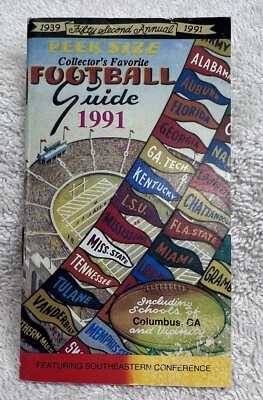 1939 Fifty Second Annual 1991
PEEK SIZE
Collector's Favorite
FOOTBALL
Guide
1991
ARMY
ALABAMA
AUBURN
FLORIDA
GEORGIA
GA. TECH
KENTUCKY
L.S.U.
CHATTANOOGA
FLA. STATE
MISSISSIPPI
MIAMI
MISS. STATE
TENNESSEE
TULANE
VANDERBILT
MEMPHIS
Including
Schools of
Columbus, GA
and Vicinity
FEATURING SOUTHEASTERN CONFERENCE